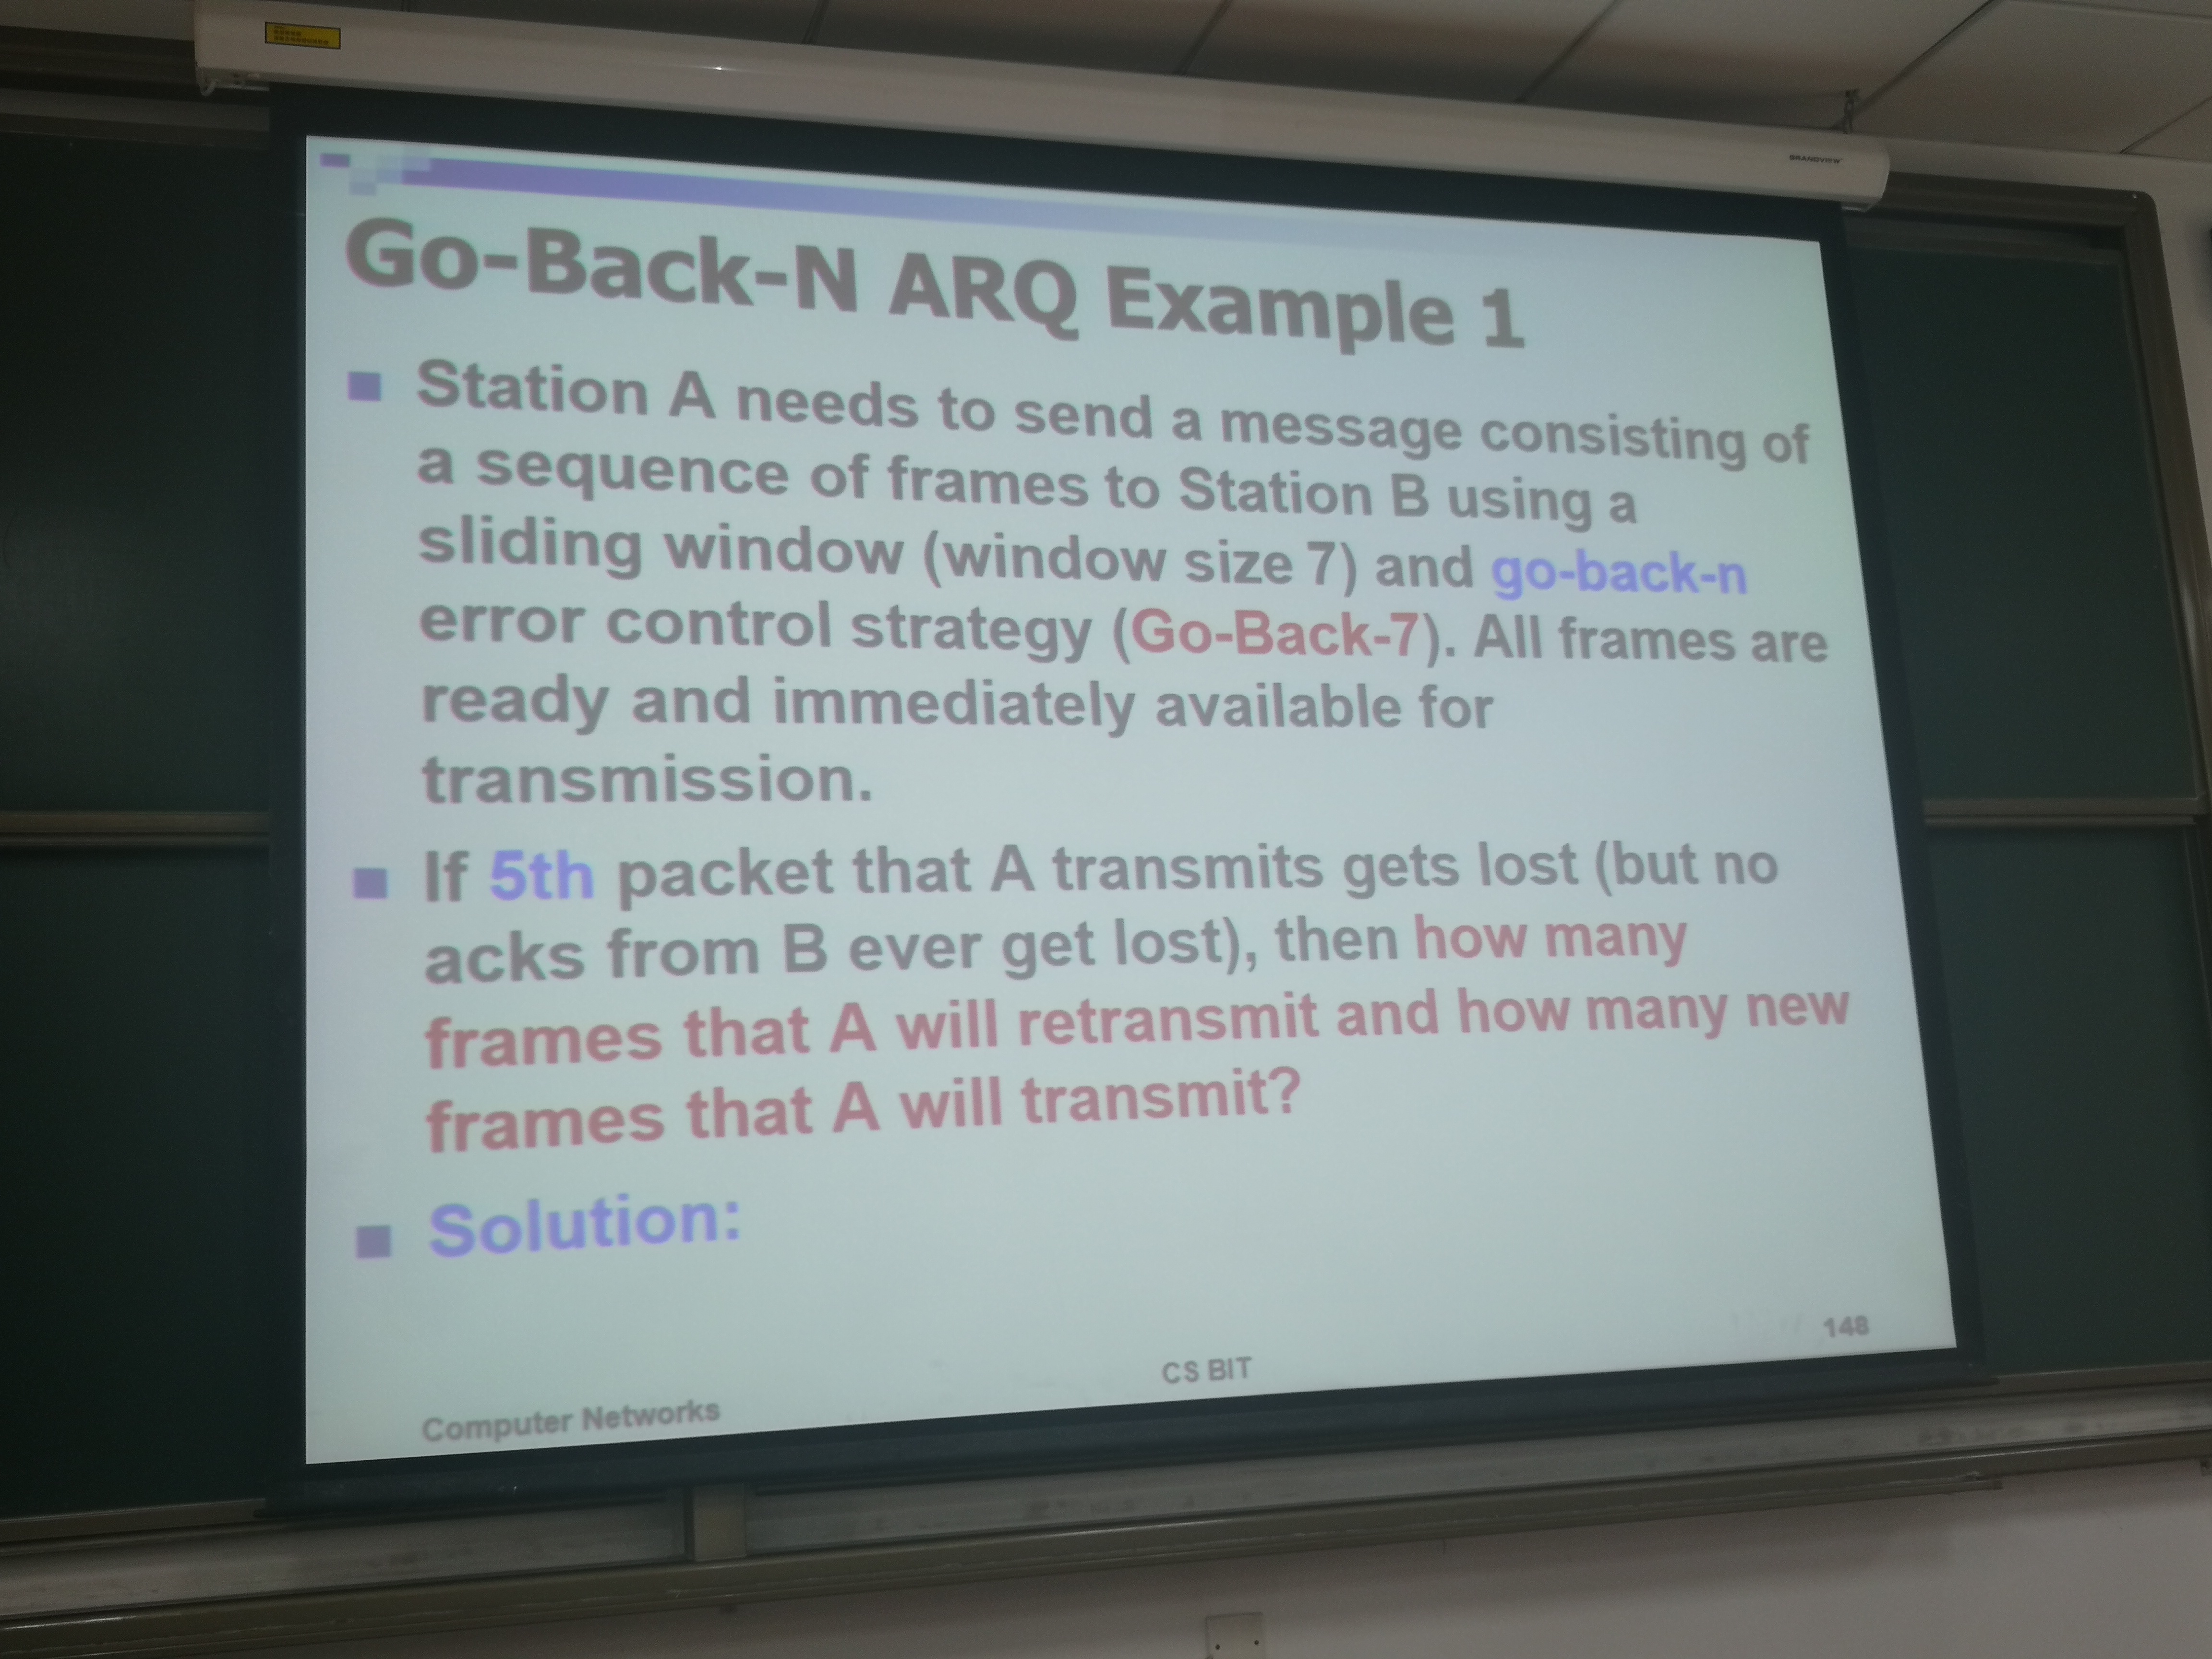 BRANDVIEW
Go-Back-N ARQ Example 1
Station A needs to send a message consisting of
a sequence of frames to Station B using a
sliding window (window size 7) and go-back-n
error control strategy (Go-Back-7). All frames are
ready and immediately available for
transmission.
If 5th packet that A transmits gets lost (but no
acks from B ever get lost), then how many
frames that A will retransmit and how many new
frames that A will transmit?
Solution:
148
CS BIT
Computer Networks